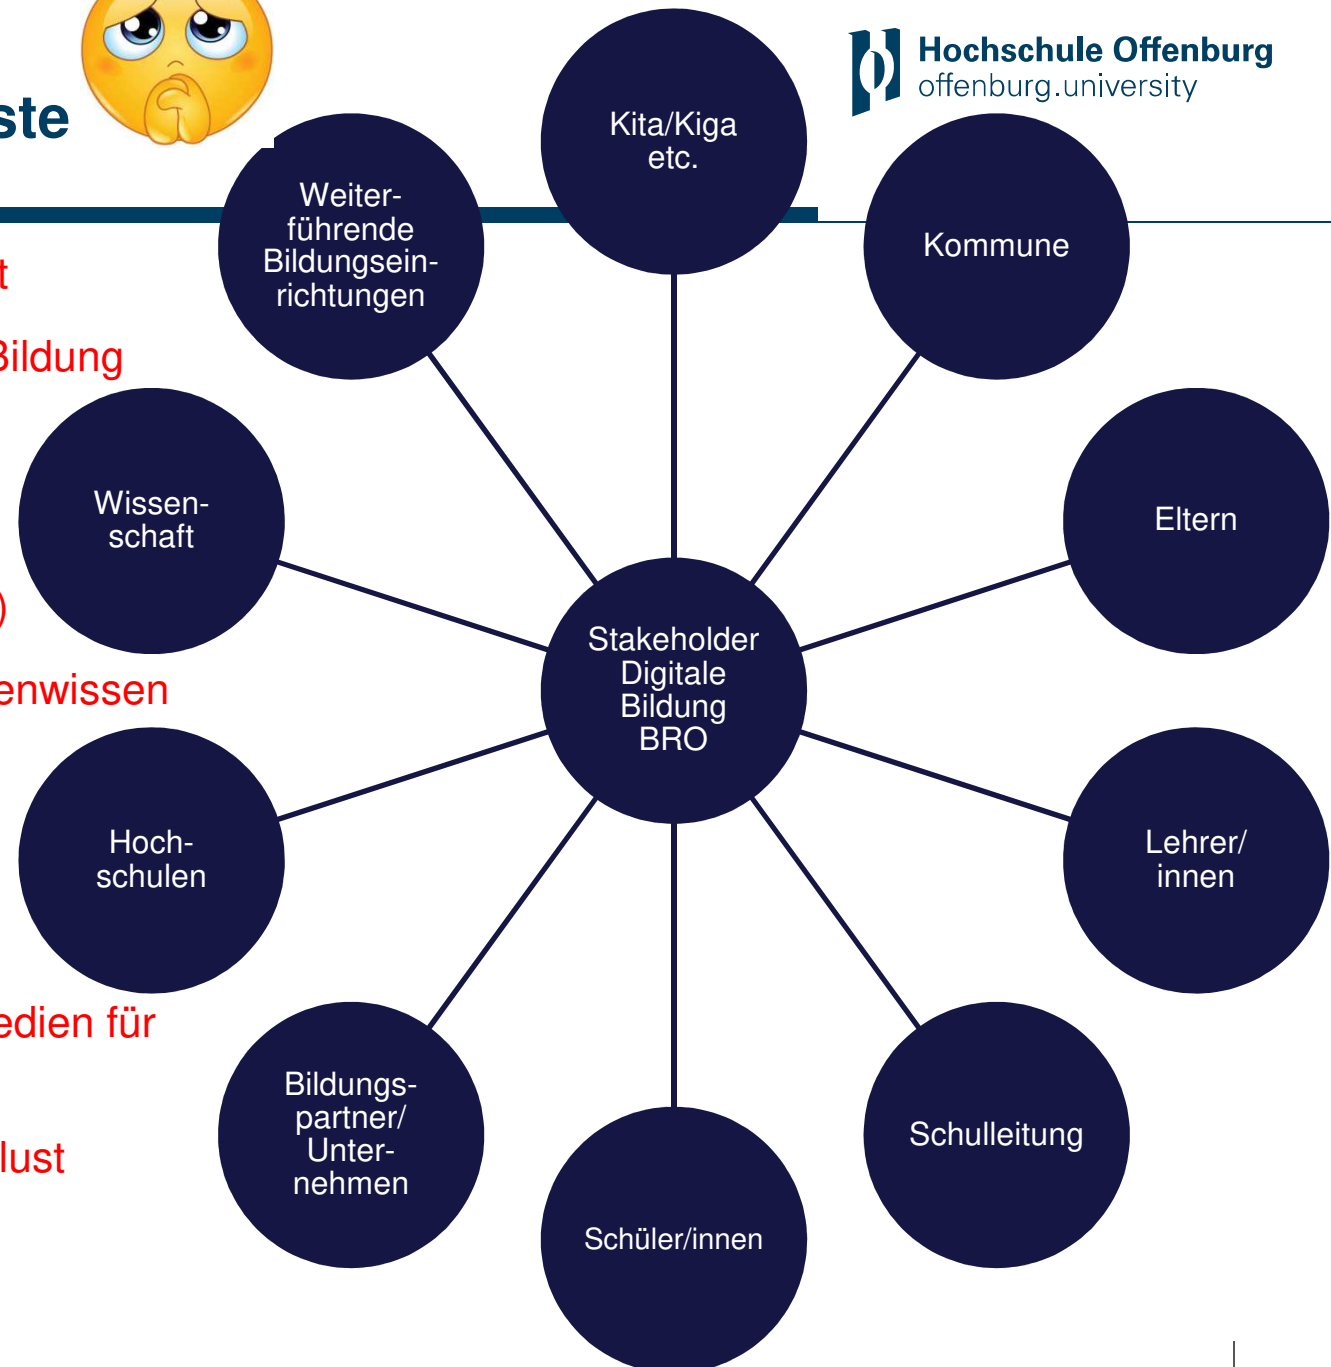 ste
Hochschule Offenburg
offenburg.university
t
Bildung
)
enwissen
edien für
lust
Kita/Kiga
etc.
Kommune
Eltern
Lehrer/
innen
Schulleitung
Schüler/innen
Bildungs-
partner/
Unter-
nehmen
Hoch-
schulen
Wissen-
schaft
Weiter-
führende
Bildungsein-
richtungen
Stakeholder
Digitale
Bildung
BRO